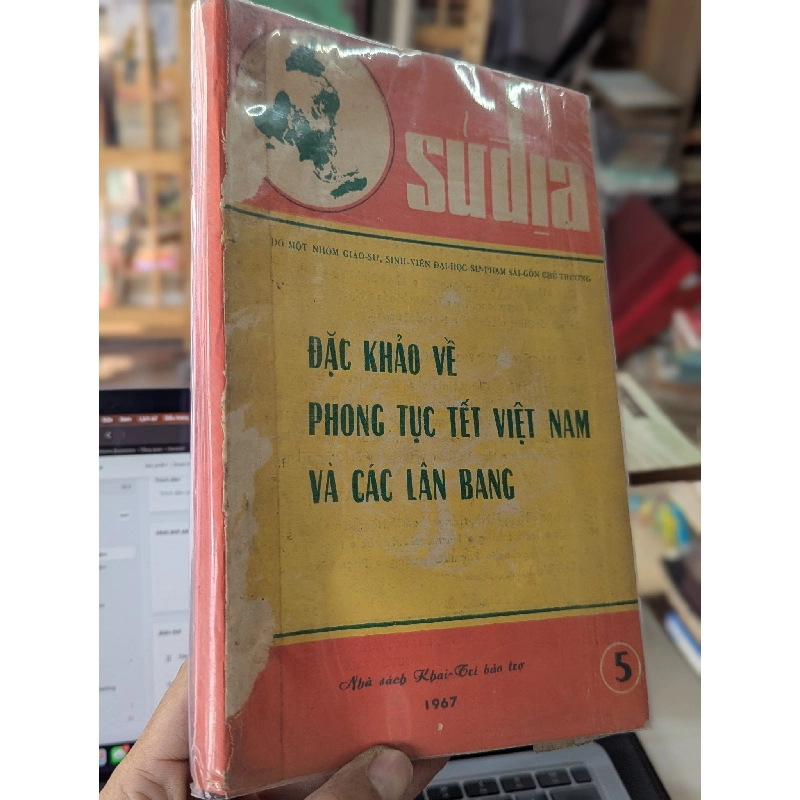 sử địa
DO MỘT NHÓM GIÁO-SƯ, SINH-VIÊN ĐẠI-HỌC SƯ-PHẠM SÀI-GÒN CHỦ TRƯƠNG
ĐẶC KHẢO VỀ
PHONG TỤC TẾT VIỆT NAM
VÀ CÁC LÂN BANG
Nhà sách Khai-Trí bảo trợ
1967
5